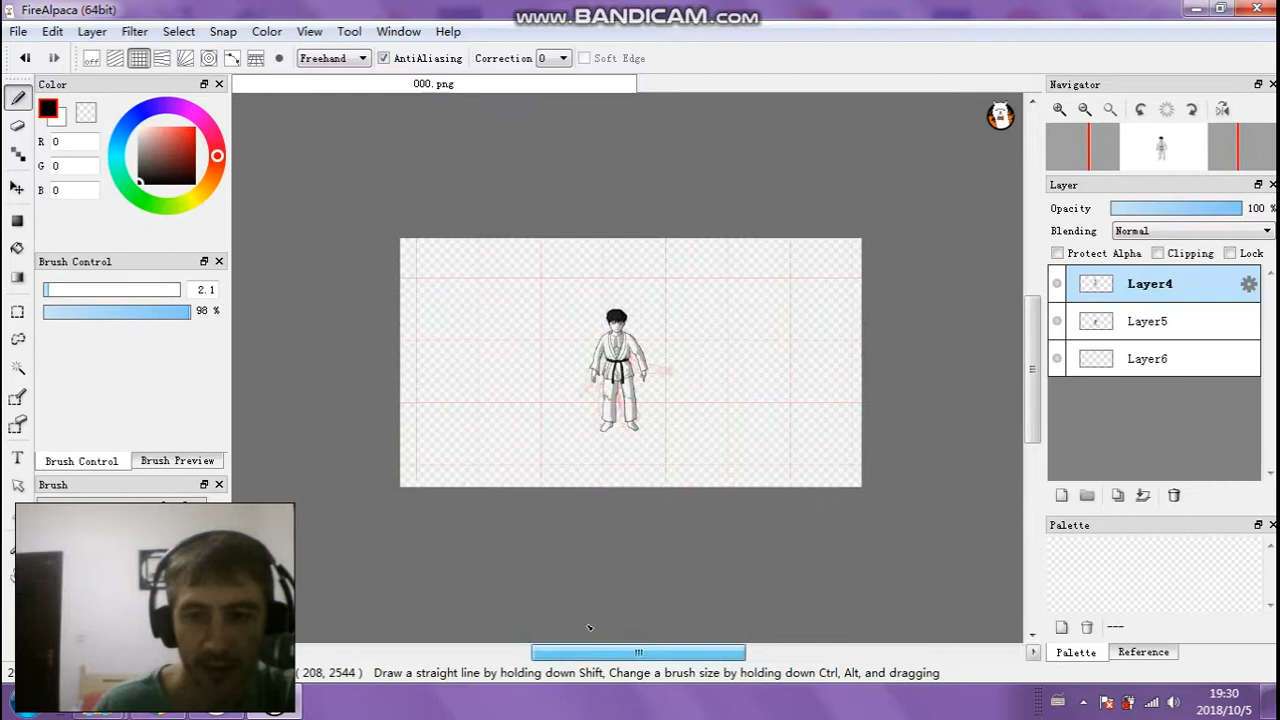 FireAlpaca (64bit)
www.BANDICAM.com
File Edit Layer Filter Select Snap Color View Tool Window Help
off Freehand AntiAliasing Correction 0 Soft Edge
Color
000.png
Navigator
R 0
G 0
B 0
Layer
Opacity 100 %
Blending Normal
Protect Alpha Clipping Lock
Brush Control
2.1
98 %
Layer4
Layer5
Layer6
Brush Control Brush Preview
Brush
Palette
---
Palette Reference
( 208, 2544 ) Draw a straight line by holding down Shift, Change a brush size by holding down Ctrl, Alt, and dragging
19:30
2018/10/5